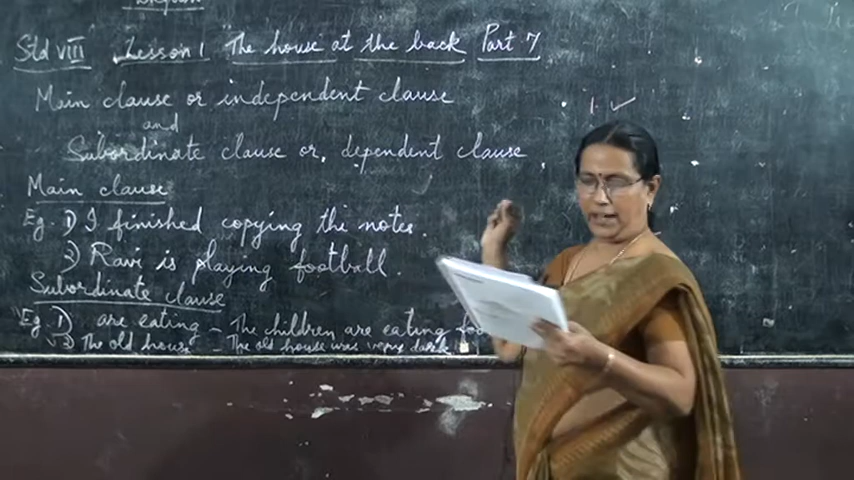 Std VIII Lesson 1 The house at the back Part 7
Main clause or independent clause
and
Subordinate clause or dependent clause
Main clause
Eg. 1) I finished copying the notes.
2) Ravi is playing football.
Subordinate clause
Eg. 1) are eating - The children are eating
2) The old house - The old house was very dark